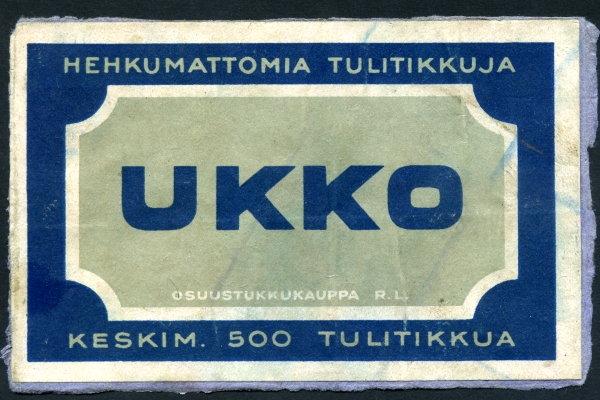 HEHKUMATTOMIA TULITIKKUJA
UKKO
OSUUSTUKKUKAUPPA R.L.
KESKIM. 500 TULITIKKUA